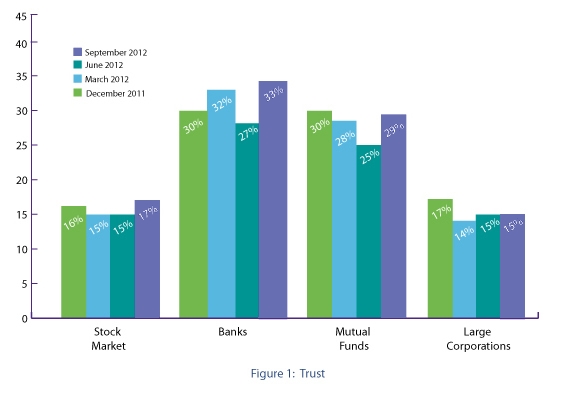 45
40
35
30
25
20
15
10
5
0
September 2012
June 2012
March 2012
December 2011
16%
15%
15%
17%
30%
32%
27%
33%
30%
28%
25%
29%
17%
14%
15%
15%
Stock
Market
Banks
Mutual
Funds
Large
Corporations
Figure 1: Trust